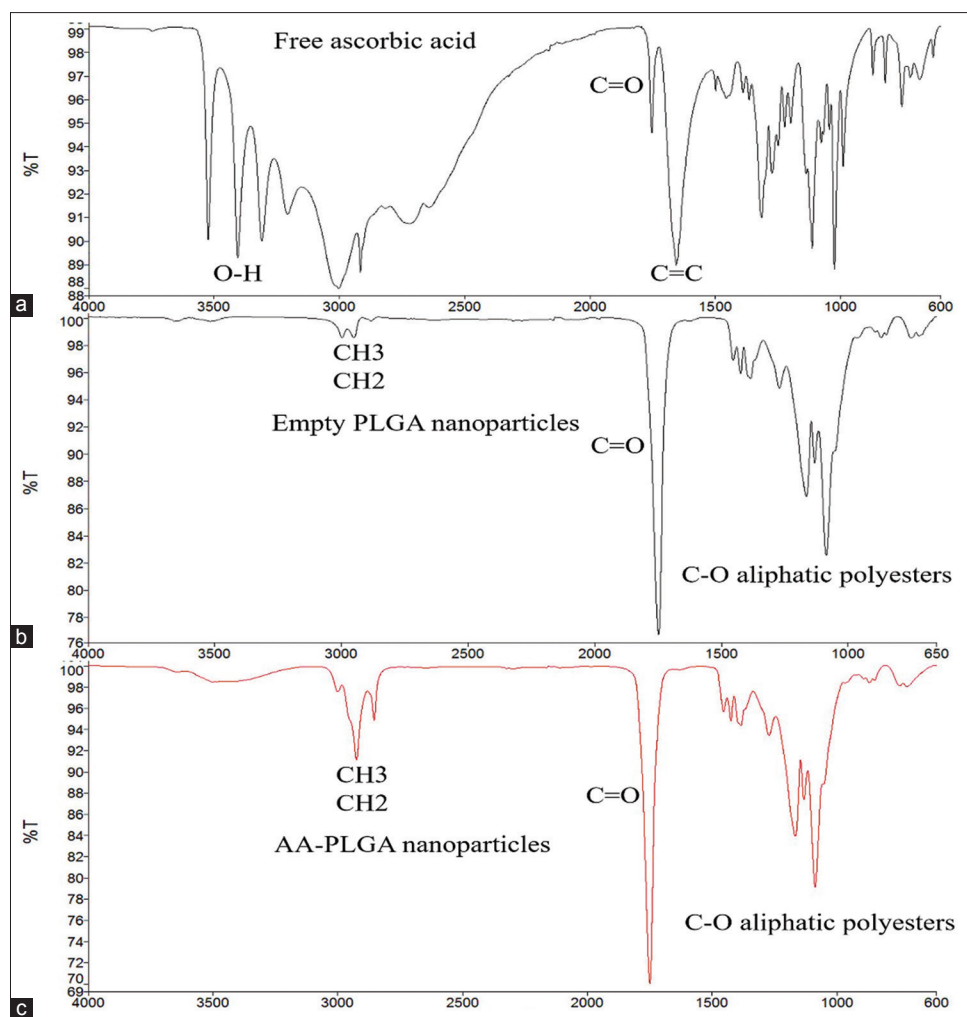 99
98
97
96
95
94
93
92
91
90
89
88
88
%T
Free ascorbic acid
C=O
O-H
C=C
a
4000 3500 3000 2500 2000 1500 1000 600
100
98
96
94
92
90
88
86
84
82
80
78
76
%T
CH3
CH2
Empty PLGA nanoparticles
C=O
C-O aliphatic polyesters
b
4000 3000 2000 1500 1000 650
100
98
96
94
92
90
88
86
84
82
80
78
76
74
72
70
69
%T
CH3
CH2
C=O
AA-PLGA nanoparticles
C-O aliphatic polyesters
c
4000 3500 3000 2500 2000 1500 1000 600